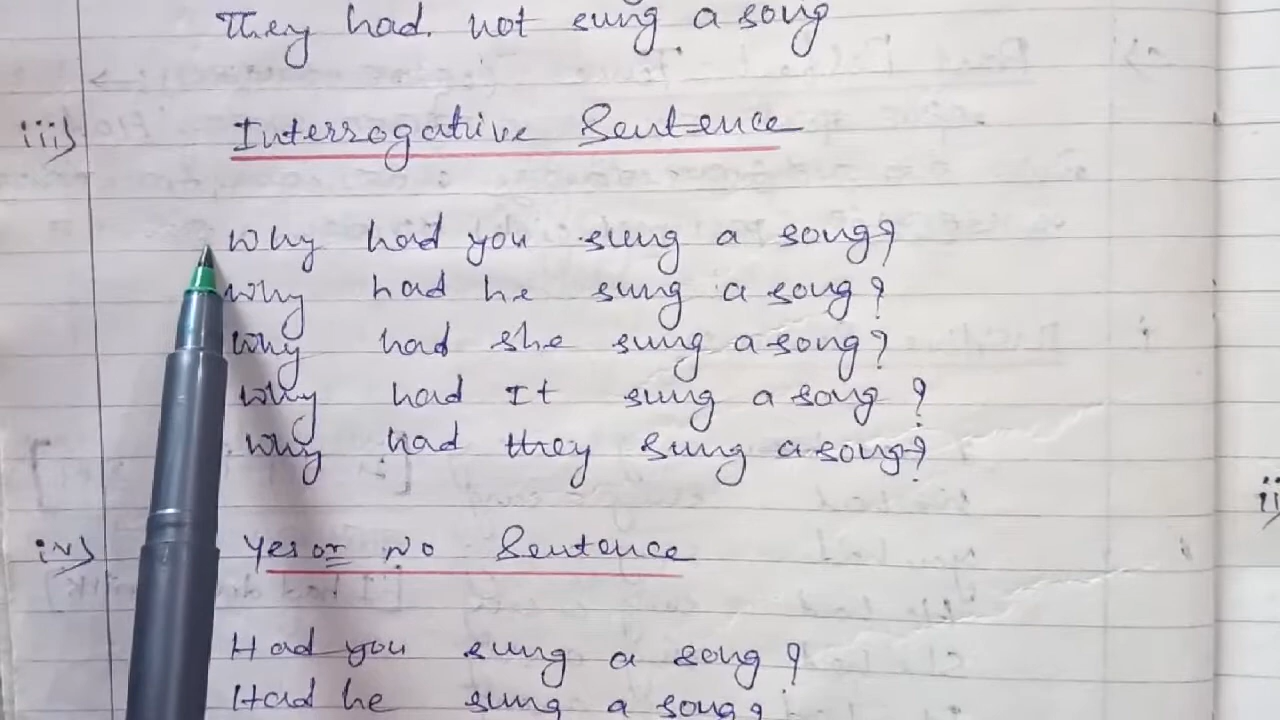 They had. not sung a song
iii) Interrogative Sentence
Why had you sung a song?
Why had he sung a song?
Why had she sung a song?
Why had It sung a song ?
Why had they sung a song?
iv) Yes or No Sentence
Had you sung a song ?
Had he sung a song?
ii